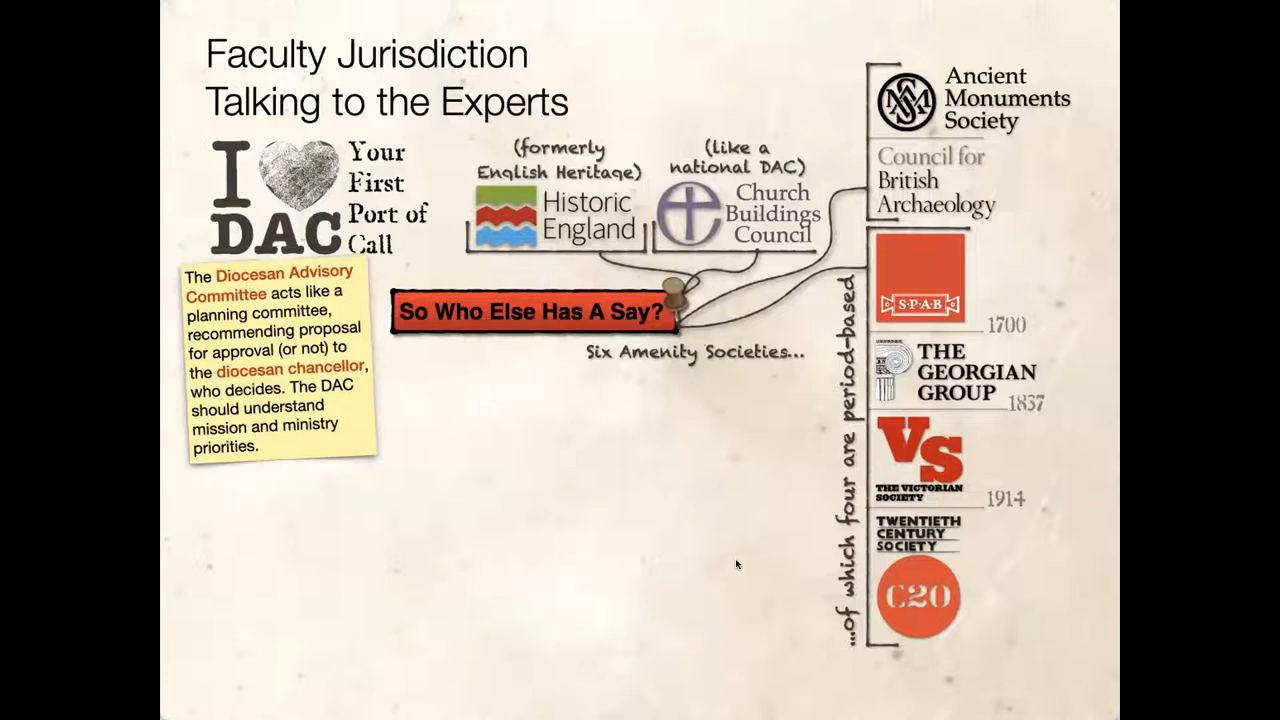 Faculty Jurisdiction
Talking to the Experts
I
DAC
Your
First
Port of
Call
The Diocesan Advisory
Committee acts like a
planning committee,
recommending proposal
for approval (or not) to
the diocesan chancellor,
who decides. The DAC
should understand
mission and ministry
priorities.
(formerly
English Heritage)
Historic
England
(like a
national DAC)
Church
Buildings
Council
So Who Else Has A Say?
Six Amenity Societies...
...of which four are period-based
Ancient
Monuments
Society
Council for
British
Archaeology
S·P·A·B
1700
THE
GEORGIAN
GROUP
1837
VS
THE VICTORIAN
SOCIETY
1914
TWENTIETH
CENTURY
SOCIETY
C20